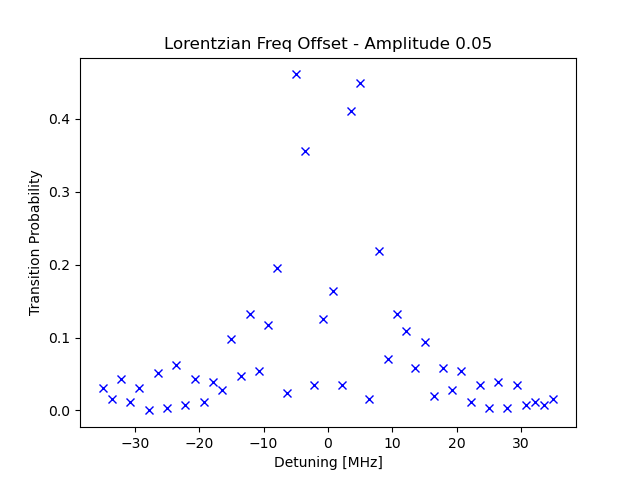 Lorentzian Freq Offset - Amplitude 0.05
Transition Probability
0.4
0.3
0.2
0.1
0.0
−30 −20 −10 0 10 20 30
Detuning [MHz]